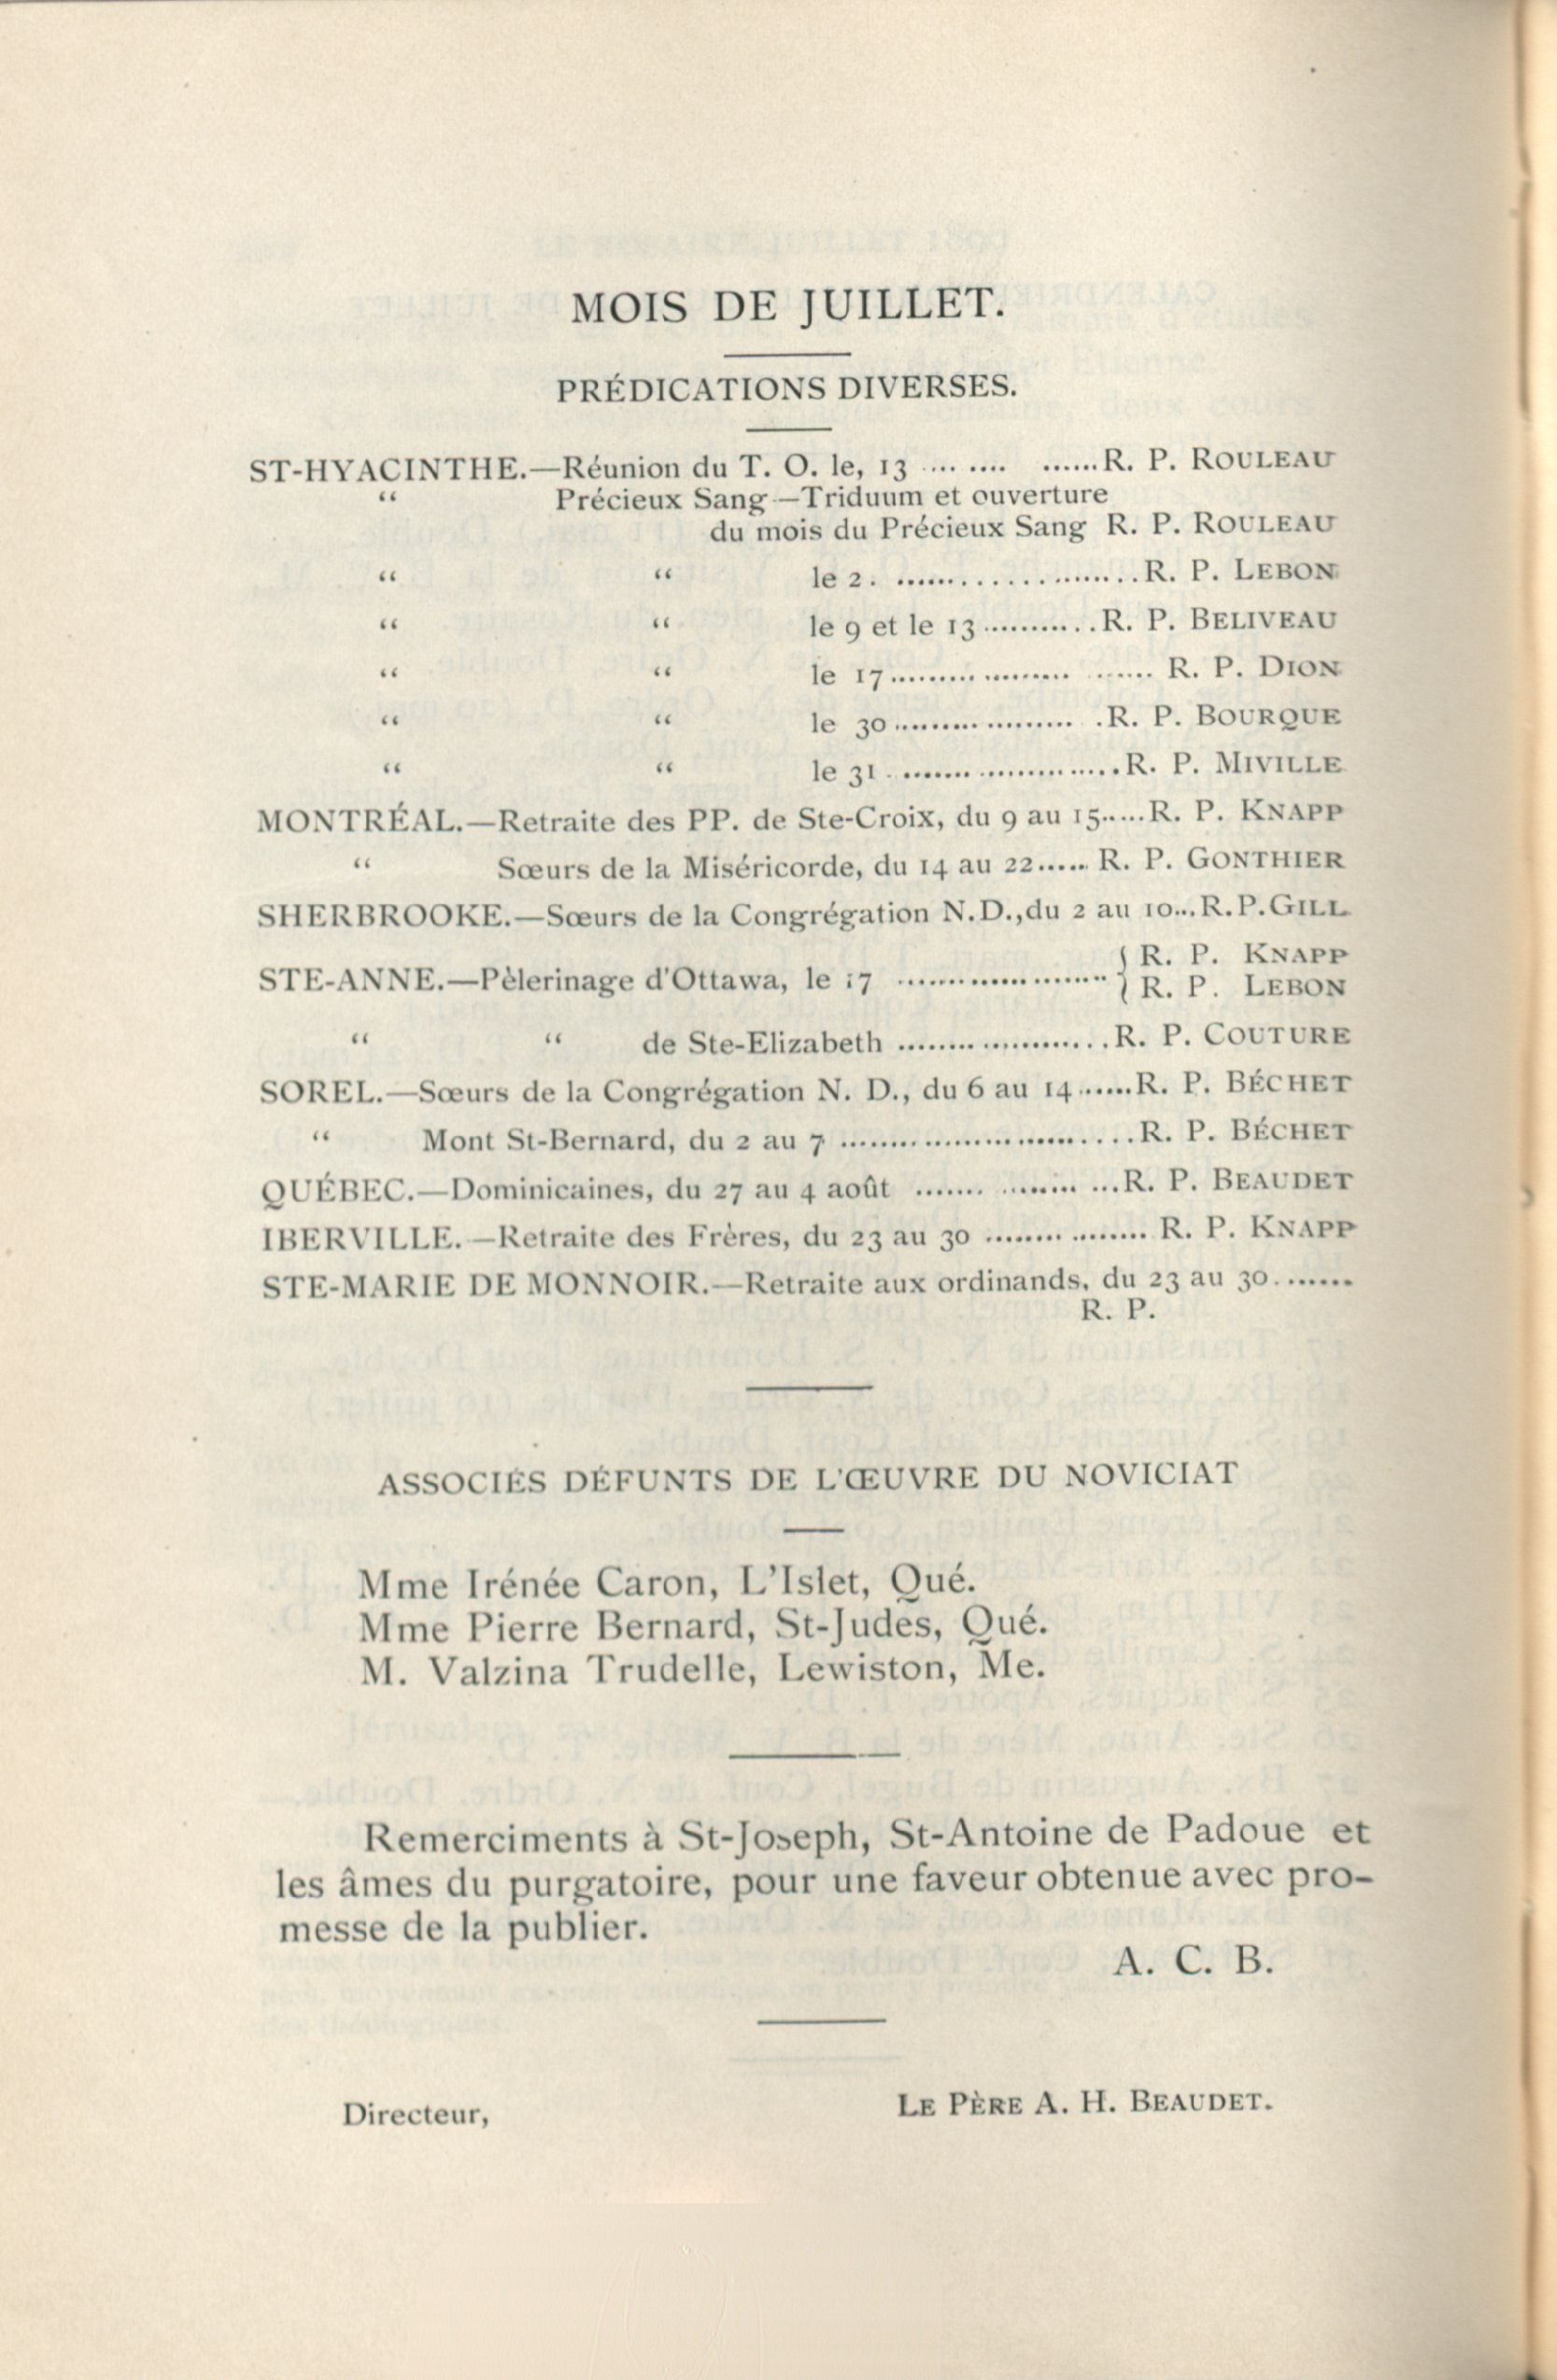 MOIS DE JUILLET.
PRÉDICATIONS DIVERSES.
ST-HYACINTHE.—Réunion du T. O. le, 13 .... .... ......R. P. ROULEAU
“ Précieux Sang—Triduum et ouverture
du mois du Précieux Sang R. P. ROULEAU
“ “ le 2. ........................R. P. LEBON
“ “ le 9 et le 13............R. P. BELIVEAU
“ “ le 17................... ...... R. P. DION
“ “ le 30................... .R. P. BOURQUE
“ “ le 31. ......................R. P. MIVILLE
MONTRÉAL.—Retraite des PP. de Ste-Croix, du 9 au 15.....R. P. KNAPP
“ Sœurs de la Miséricorde, du 14 au 22...... R. P. GONTHIER
SHERBROOKE.—Sœurs de la Congrégation N.D.,du 2 au 10...R.P.GILL
{ R. P. KNAPP
STE-ANNE.—Pèlerinage d'Ottawa, le 17 ......................
{ R. P. LEBON
“ “ de Ste-Elizabeth ......................R. P. COUTURE
SOREL.—Sœurs de la Congrégation N. D., du 6 au 14......R. P. BÉCHET
“ Mont St-Bernard, du 2 au 7 ..............................R. P. BÉCHET
QUÉBEC.—Dominicaines, du 27 au 4 août ....... ........ ...R. P. BEAUDET
IBERVILLE.—Retraite des Frères, du 23 au 30 ................ R. P. KNAPP
STE-MARIE DE MONNOIR.—Retraite aux ordinands, du 23 au 30. .......
R. P.
ASSOCIÉS DÉFUNTS DE L'ŒUVRE DU NOVICIAT
Mme Irénée Caron, L'Islet, Qué.
Mme Pierre Bernard, St-Judes, Qué.
M. Valzina Trudelle, Lewiston, Me.
Remerciments à St-Joseph, St-Antoine de Padoue et
les âmes du purgatoire, pour une faveur obtenue avec pro-
messe de la publier.
A. C. B.
Directeur, LE PÈRE A. H. BEAUDET.